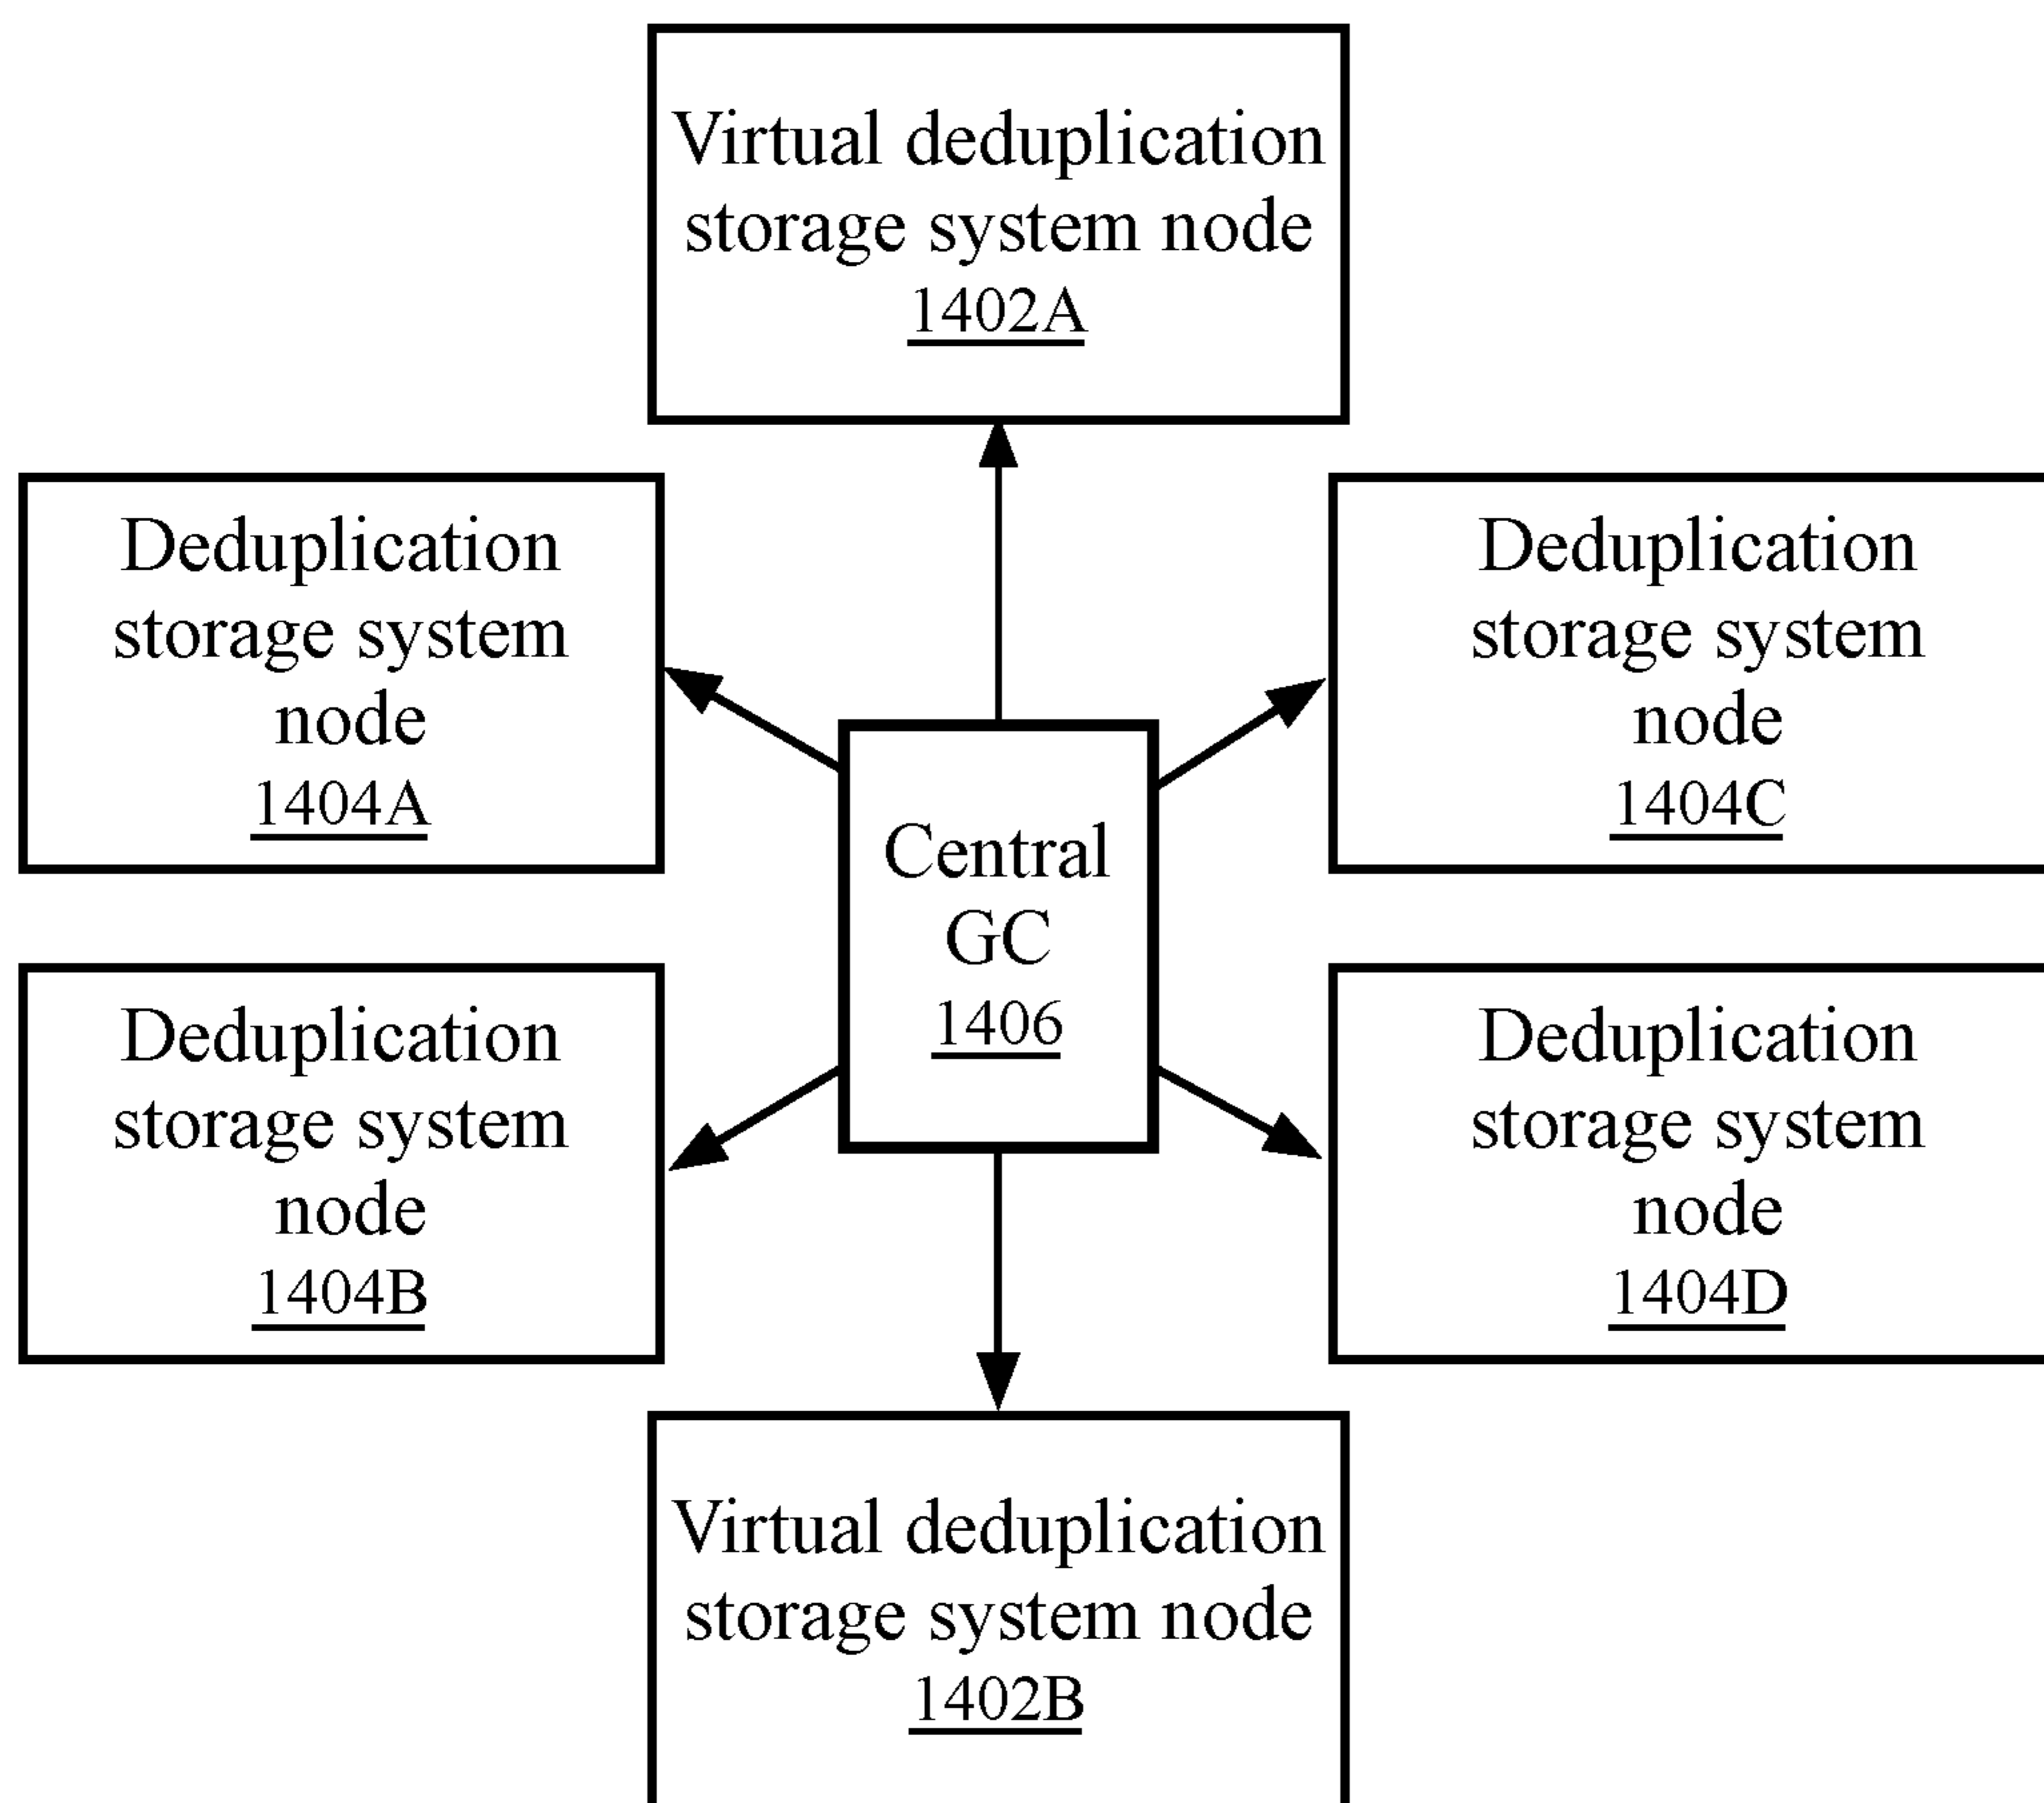 Virtual deduplication
storage system node
1402A
Deduplication
storage system
node
1404A
Deduplication
storage system
node
1404C
Central
GC
1406
Deduplication
storage system
node
1404B
Deduplication
storage system
node
1404D
Virtual deduplication
storage system node
1402B